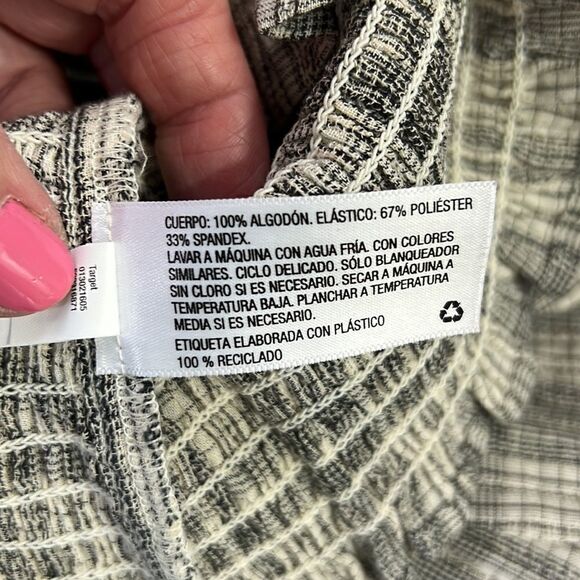 CUERPO: 100% ALGODÓN. ELÁSTICO: 67% POLIÉSTER
33% SPANDEX.
LAVAR A MÁQUINA CON AGUA FRÍA. CON COLORES
SIMILARES. CICLO DELICADO. SÓLO BLANQUEADOR
SIN CLORO SI ES NECESARIO. SECAR A MÁQUINA A
TEMPERATURA BAJA. PLANCHAR A TEMPERATURA
MEDIA SI ES NECESARIO.
ETIQUETA ELABORADA CON PLÁSTICO
100 % RECICLADO
Target
013021605